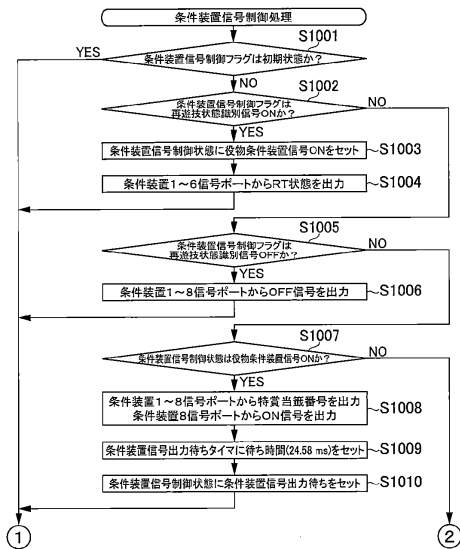 条件装置信号制御処理
S1001
YES
条件装置信号制御フラグは初期状態か？
NO
S1002
条件装置信号制御フラグは
再遊技状態識別信号ONか？
NO
YES
条件装置信号制御状態に役物条件装置信号ONをセット
S1003
条件装置1～6信号ポートからRT状態を出力
S1004
S1005
条件装置信号制御フラグは
再遊技状態識別信号OFFか？
NO
YES
条件装置1～8信号ポートからOFF信号を出力
S1006
S1007
条件装置信号制御状態は役物条件装置信号ONか？
NO
YES
条件装置1～8信号ポートから特賞当籤番号を出力
条件装置8信号ポートからON信号を出力
S1008
条件装置信号出力待ちタイマに待ち時間(24.58 ms)をセット
S1009
条件装置信号制御状態に条件装置信号出力待ちをセット
S1010
1
2